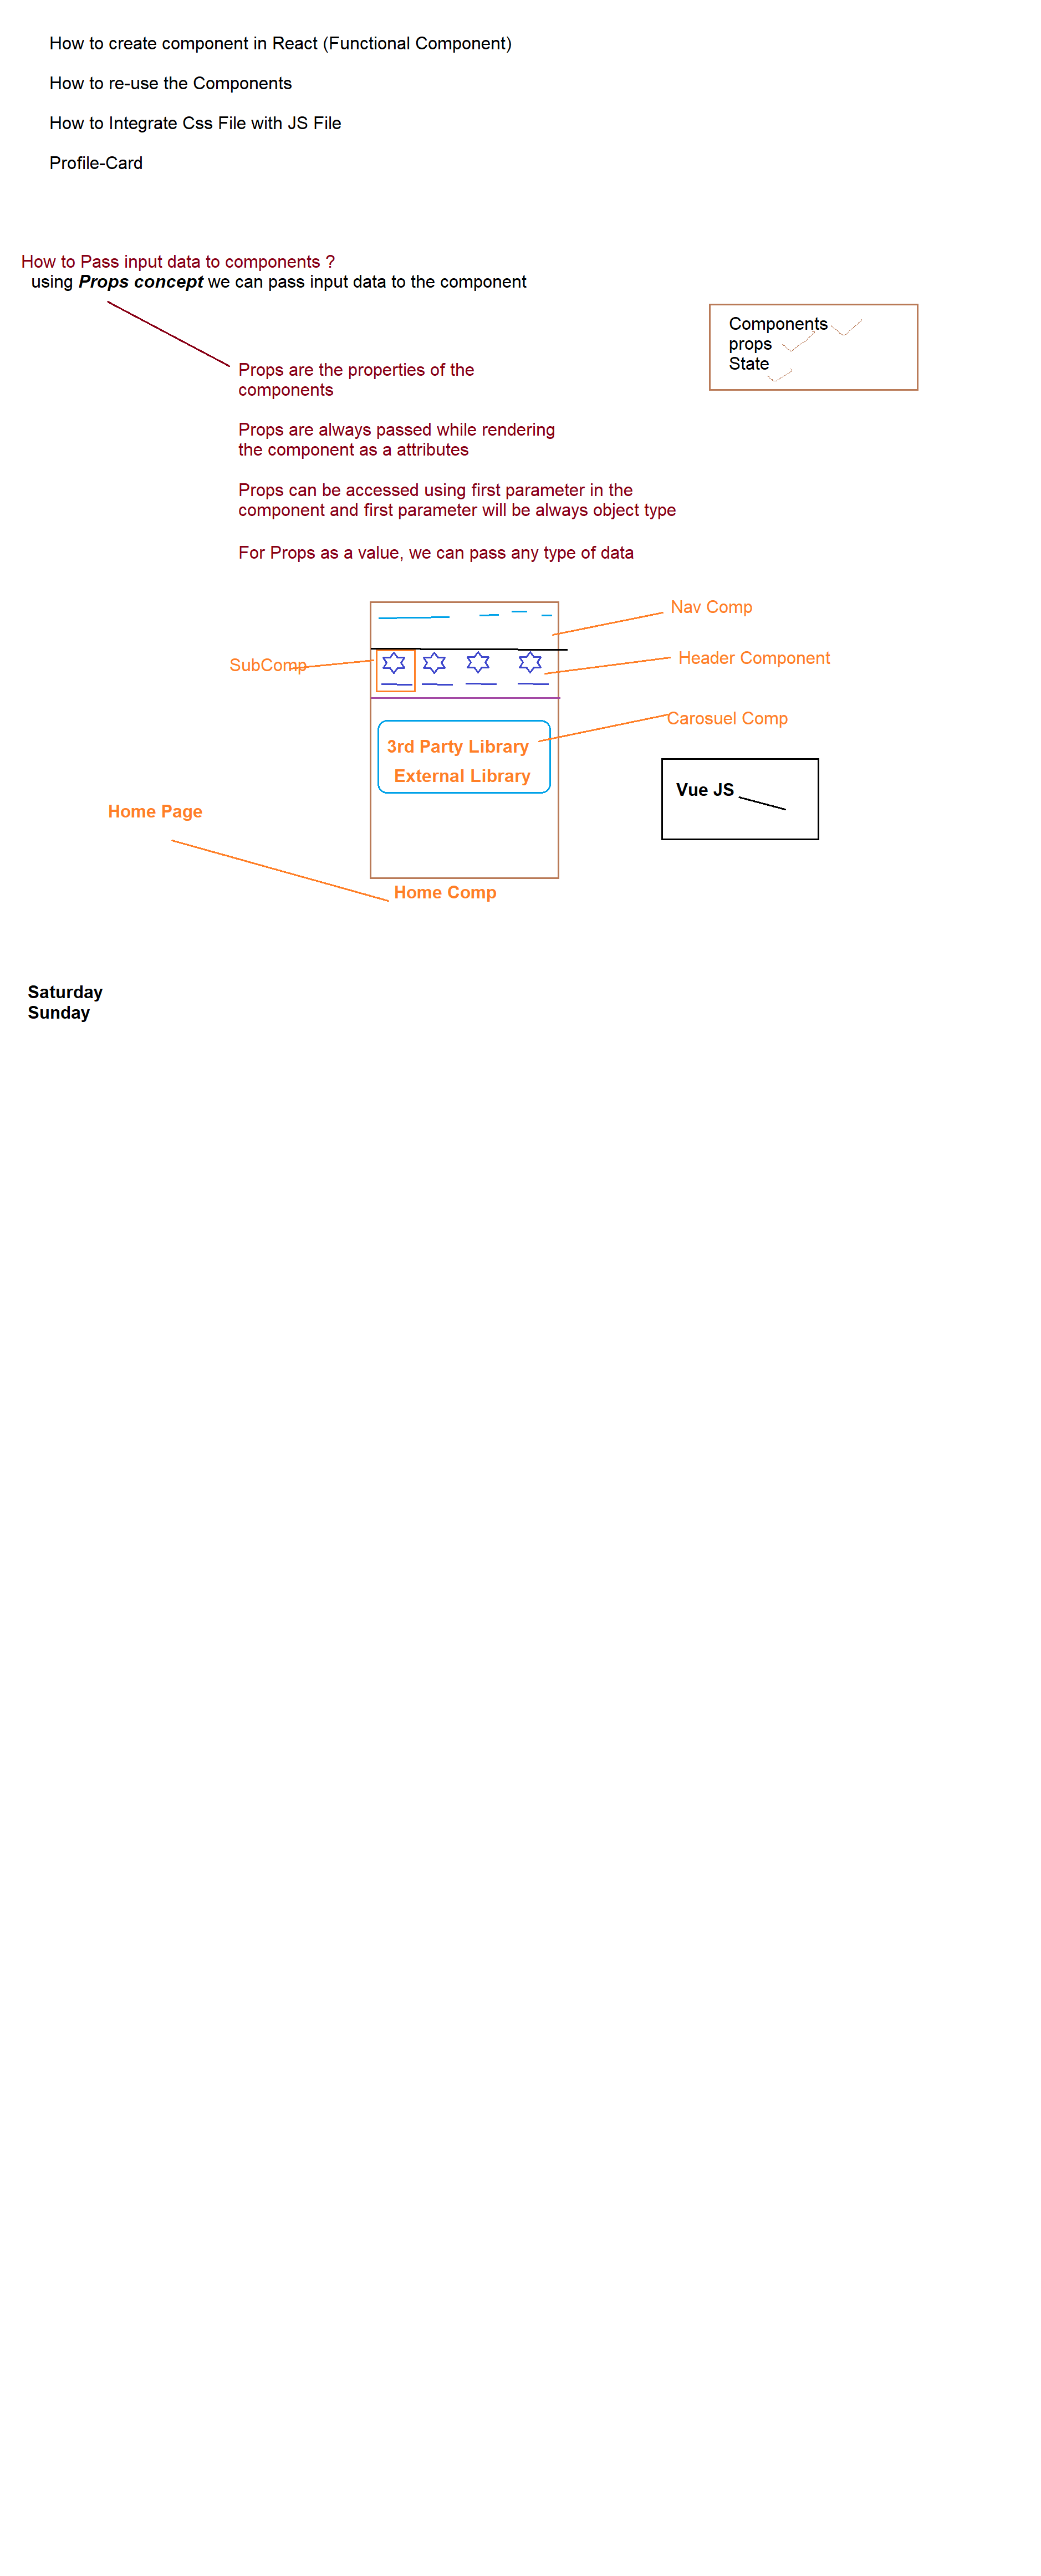 How to create component in React (Functional Component)
How to re-use the Components
How to Integrate Css File with JS File
Profile-Card
How to Pass input data to components ?
using Props concept we can pass input data to the component
Components
props
State
Props are the properties of the
components
Props are always passed while rendering
the component as a attributes
Props can be accessed using first parameter in the
component and first parameter will be always object type
For Props as a value, we can pass any type of data
Nav Comp
SubComp
Header Component
Carosuel Comp
3rd Party Library
External Library
Vue JS
Home Page
Home Comp
Saturday
Sunday